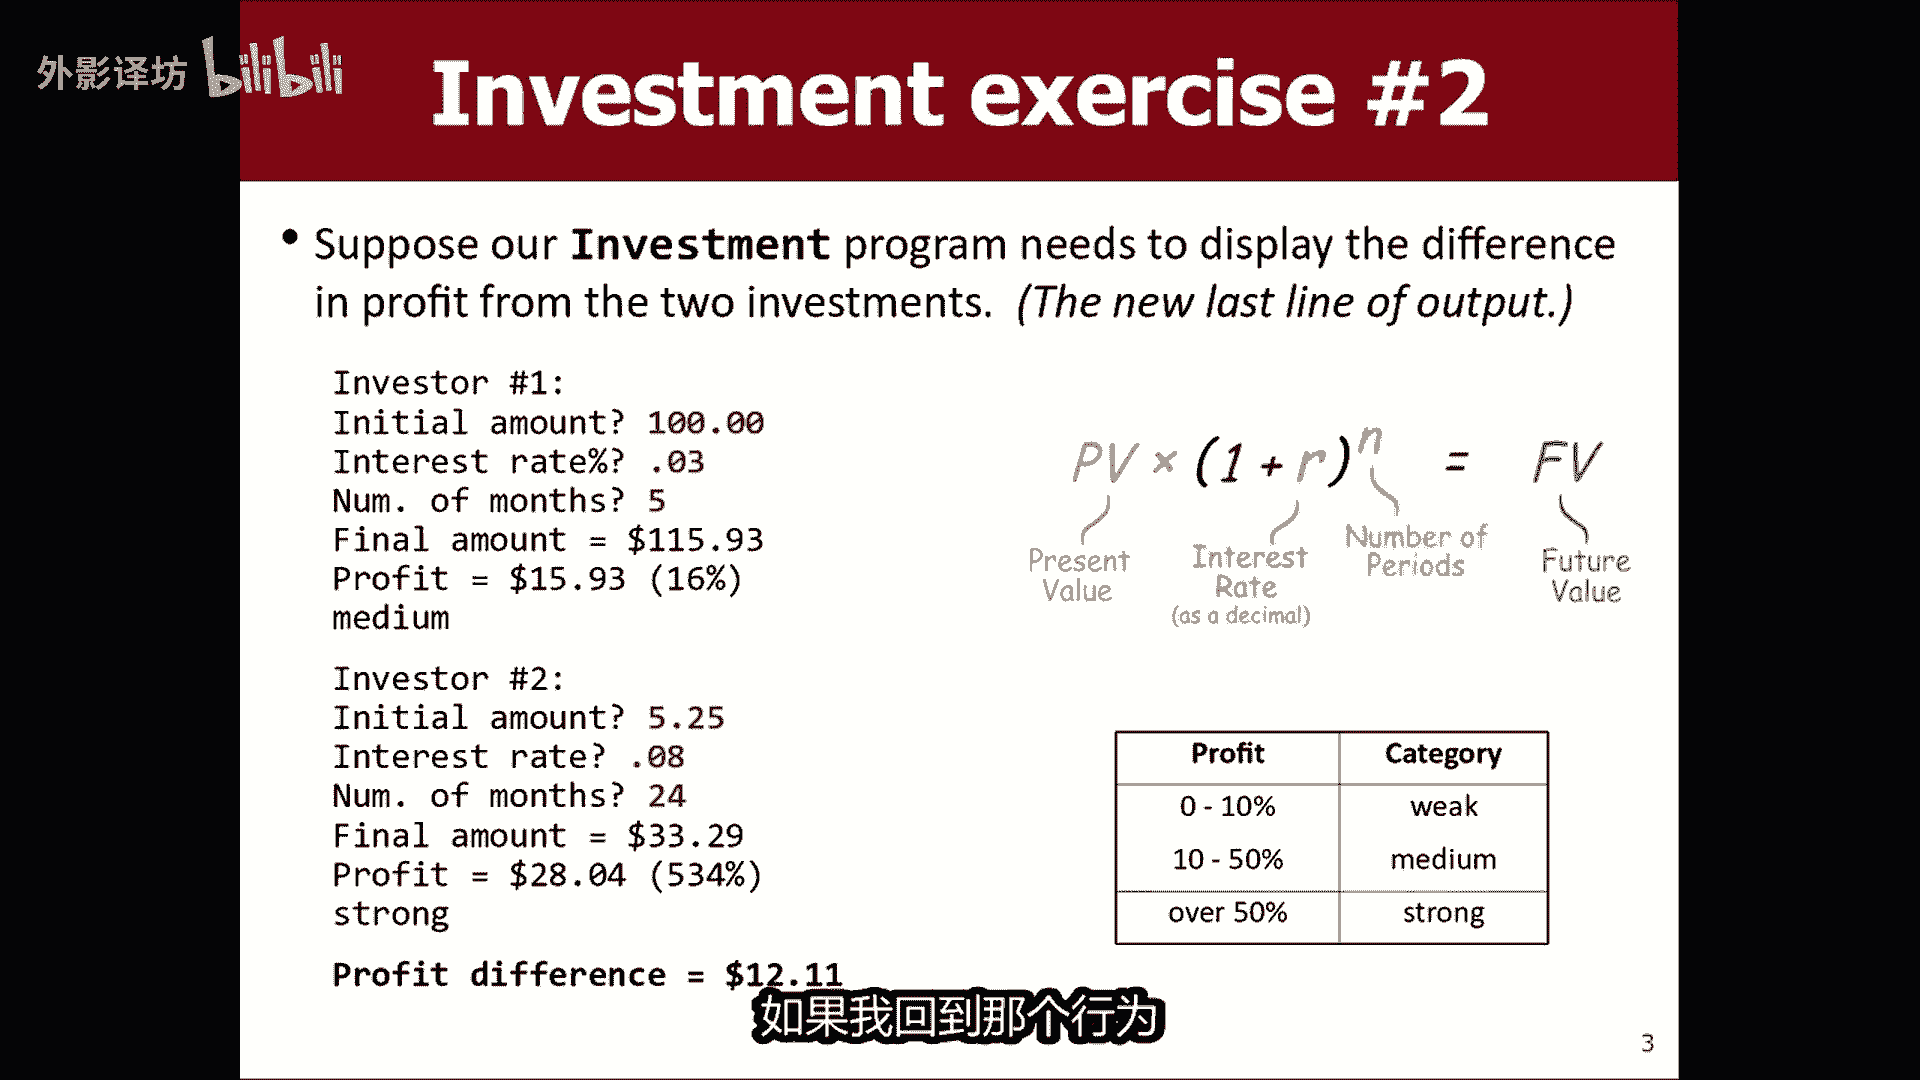 外影译坊 bilibili
Investment exercise #2
• Suppose our Investment program needs to display the difference
in profit from the two investments. (The new last line of output.)
Investor #1:
Initial amount? 100.00
Interest rate%? .03
Num. of months? 5
Final amount = $115.93
Profit = $15.93 (16%)
medium
Investor #2:
Initial amount? 5.25
Interest rate? .08
Num. of months? 24
Final amount = $33.29
Profit = $28.04 (534%)
strong
Profit difference = $12.11
PV × (1 + r)ⁿ = FV
Present
Value
Interest
Rate
(as a decimal)
Number of
Periods
Future
Value
Profit Category
0 - 10% weak
10 - 50% medium
over 50% strong
如果我回到那个行为
3